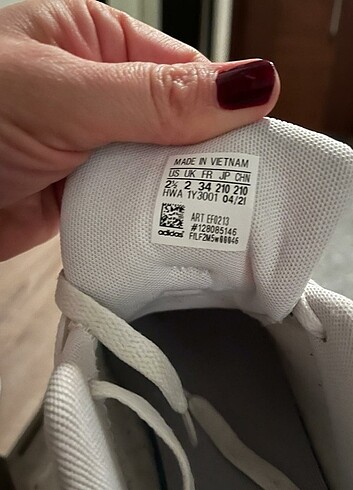 MADE IN VIETNAM
US UK FR JP CHN
2½ 2 34 210 210
HWA 1Y3001 04/21
ART EF0213
#128085146
adidas